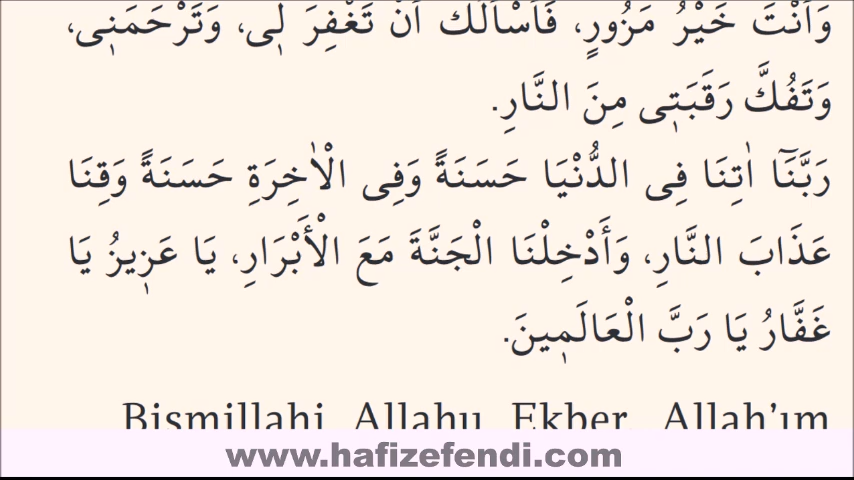 وَأَنْتَ خَيْرُ مَزُورٍ، فَأَسْأَلُكَ أَنْ تَغْفِرَ لِي، وَتَرْحَمَنِي،
وَتَفُكَّ رَقَبَتِي مِنَ النَّارِ.
رَبَّنَٓا اٰتِنَا فِى الدُّنْيَا حَسَنَةً وَفِى الْاٰخِرَةِ حَسَنَةً وَقِنَا
عَذَابَ النَّارِ، وَأَدْخِلْنَا الْجَنَّةَ مَعَ الْأَبْرَارِ، يَا عَزِيزُ يَا
غَفَّارُ يَا رَبَّ الْعَالَمِينَ.
Bismillahi Allahu Ekber. Allah’ım
www.hafizefendi.com